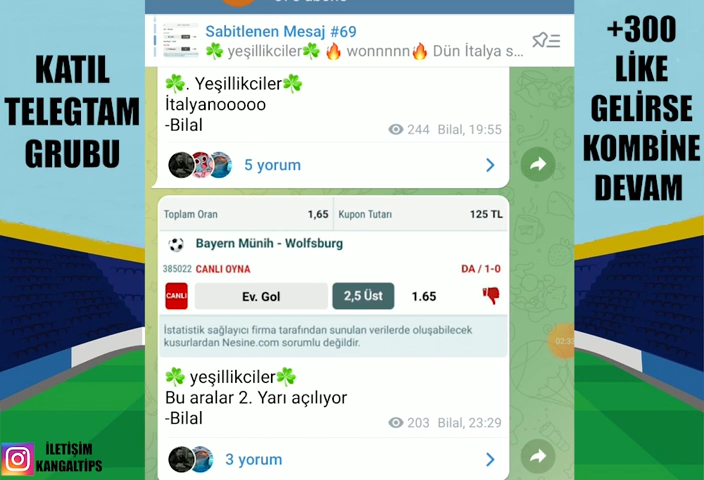 KATIL
TELEGTAM
GRUBU
+300
LİKE
GELİRSE
KOMBİNE
DEVAM
Sabitlenen Mesaj #69
☘ yeşillikciler☘ 🔥 wonnnnn🔥 Dün İtalya s...
☘. Yeşillikciler☘
İtalyanooooo
-Bilal
244 Bilal, 19:55
5 yorum
Toplam Oran 1,65 Kupon Tutarı 125 TL
Bayern Münih - Wolfsburg
385022 CANLI OYNA DA / 1-0
CANLI Ev. Gol 2,5 Üst 1.65
İstatistik sağlayıcı firma tarafından sunulan verilerde oluşabilecek
kusurlardan Nesine.com sorumlu değildir.
☘ yeşillikciler☘
Bu aralar 2. Yarı açılıyor
-Bilal
203 Bilal, 23:29
3 yorum
İLETİŞİM
KANGALTİPS